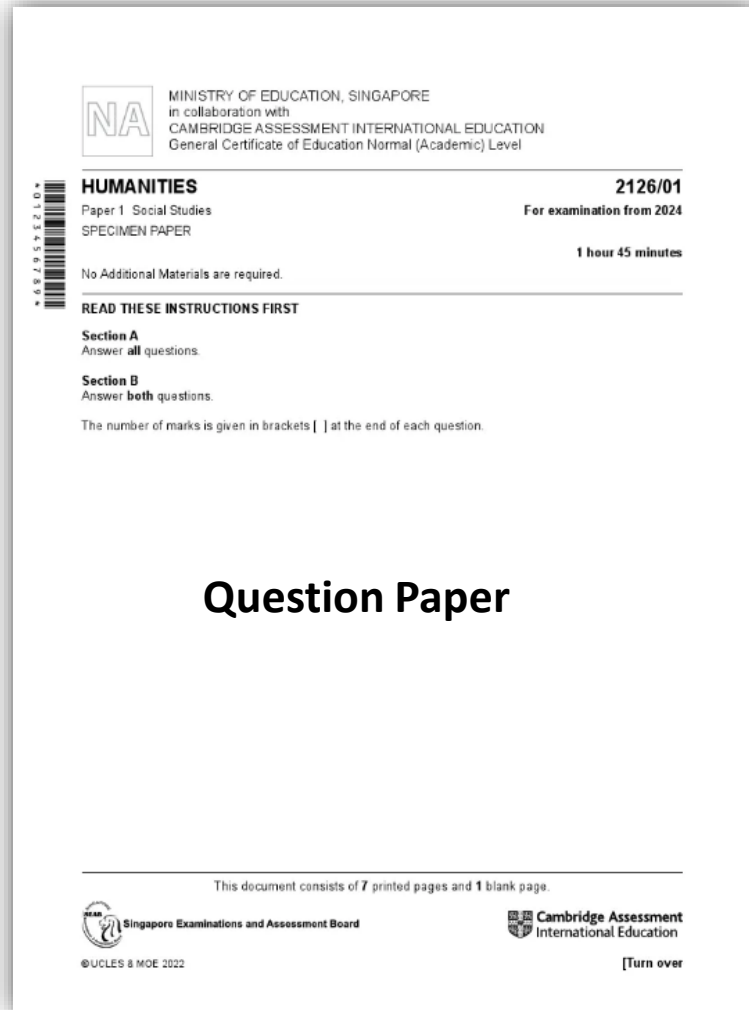 NA
MINISTRY OF EDUCATION, SINGAPORE
in collaboration with
CAMBRIDGE ASSESSMENT INTERNATIONAL EDUCATION
General Certificate of Education Normal (Academic) Level
HUMANITIES 2126/01
Paper 1 Social Studies For examination from 2024
SPECIMEN PAPER
1 hour 45 minutes
No Additional Materials are required.
*0123456789*
READ THESE INSTRUCTIONS FIRST
Section A
Answer all questions.
Section B
Answer both questions.
The number of marks is given in brackets [ ] at the end of each question.
Question Paper
This document consists of 7 printed pages and 1 blank page.
SEAB
Singapore Examinations and Assessment Board
Cambridge Assessment
International Education
©UCLES & MOE 2022 [Turn over